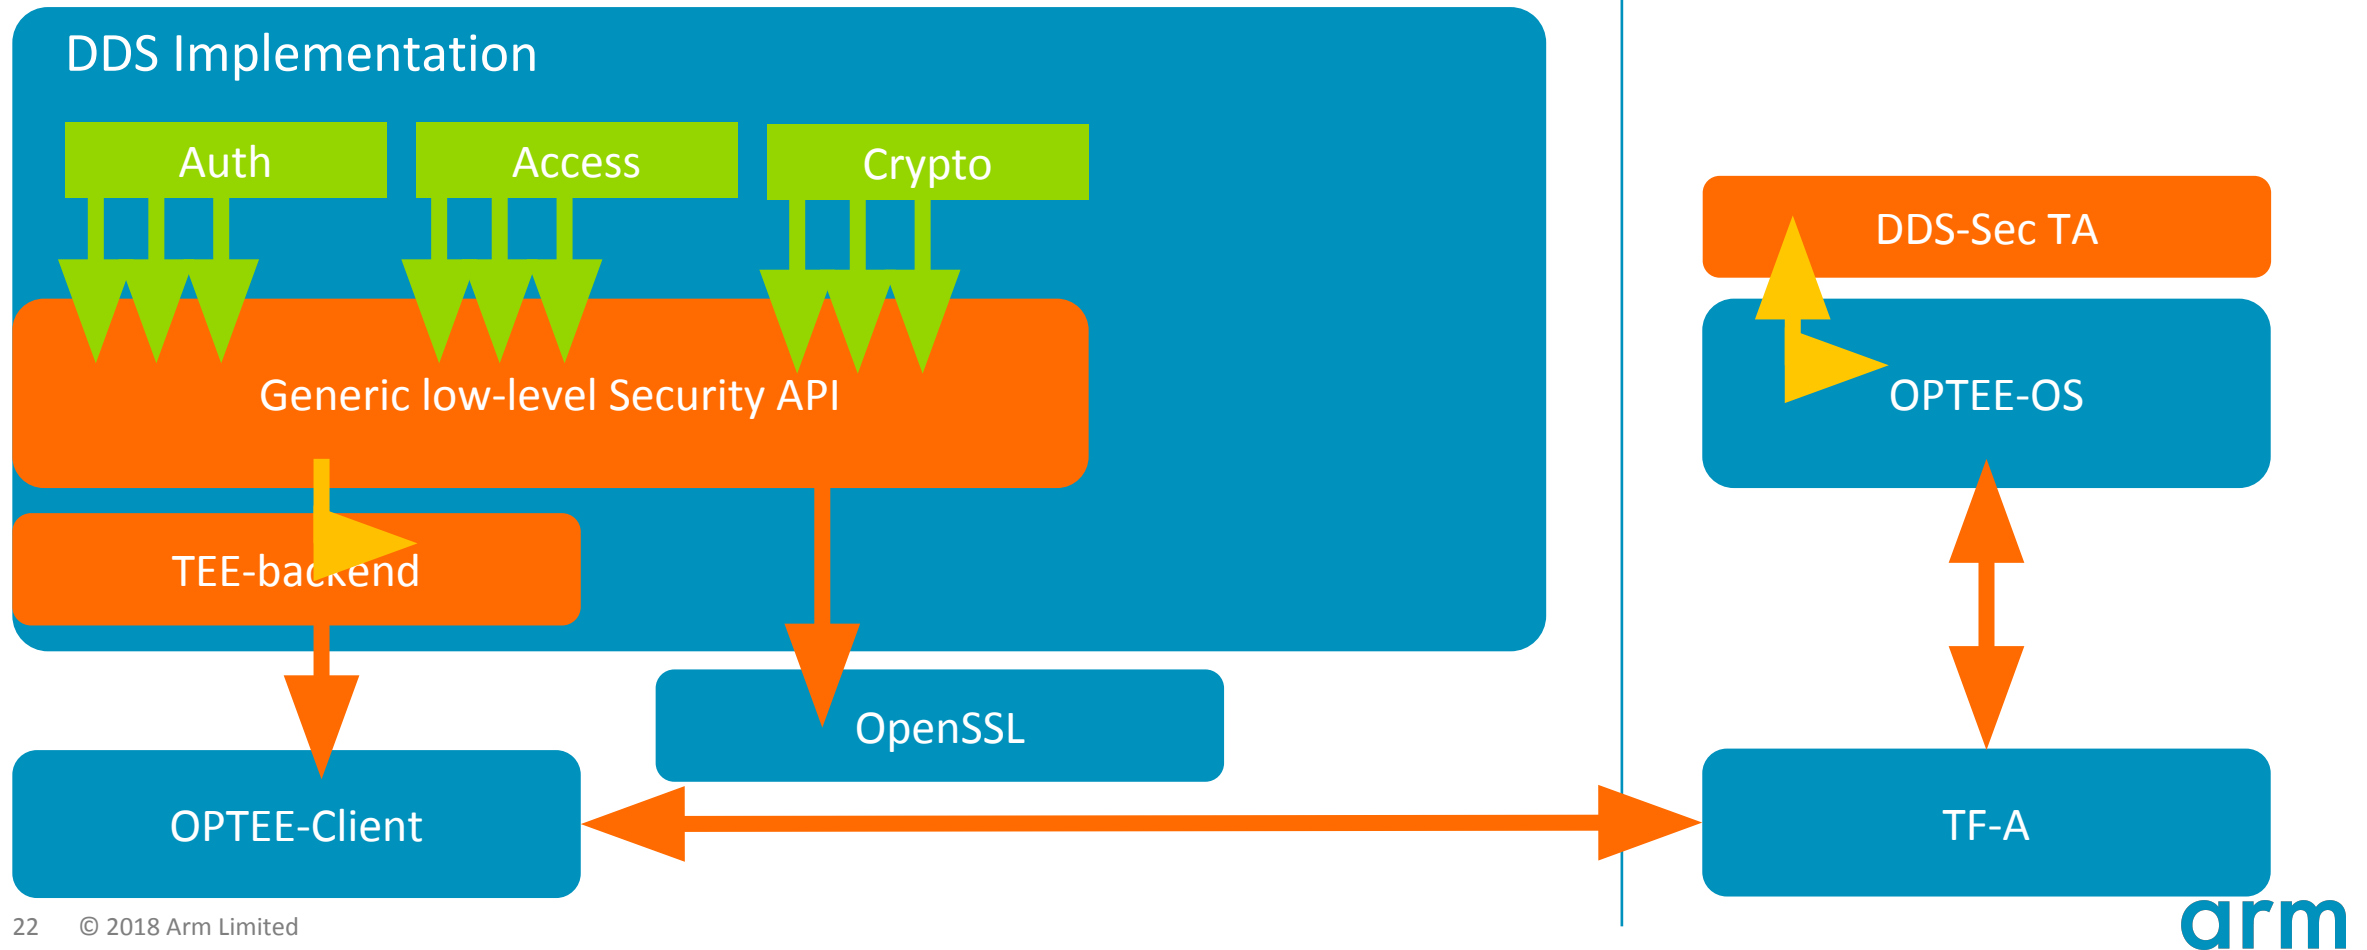 DDS Implementation
Auth
Access
Crypto
Generic low-level Security API
TEE-backend
OpenSSL
OPTEE-Client
DDS-Sec TA
OPTEE-OS
TF-A
22 © 2018 Arm Limited
arm